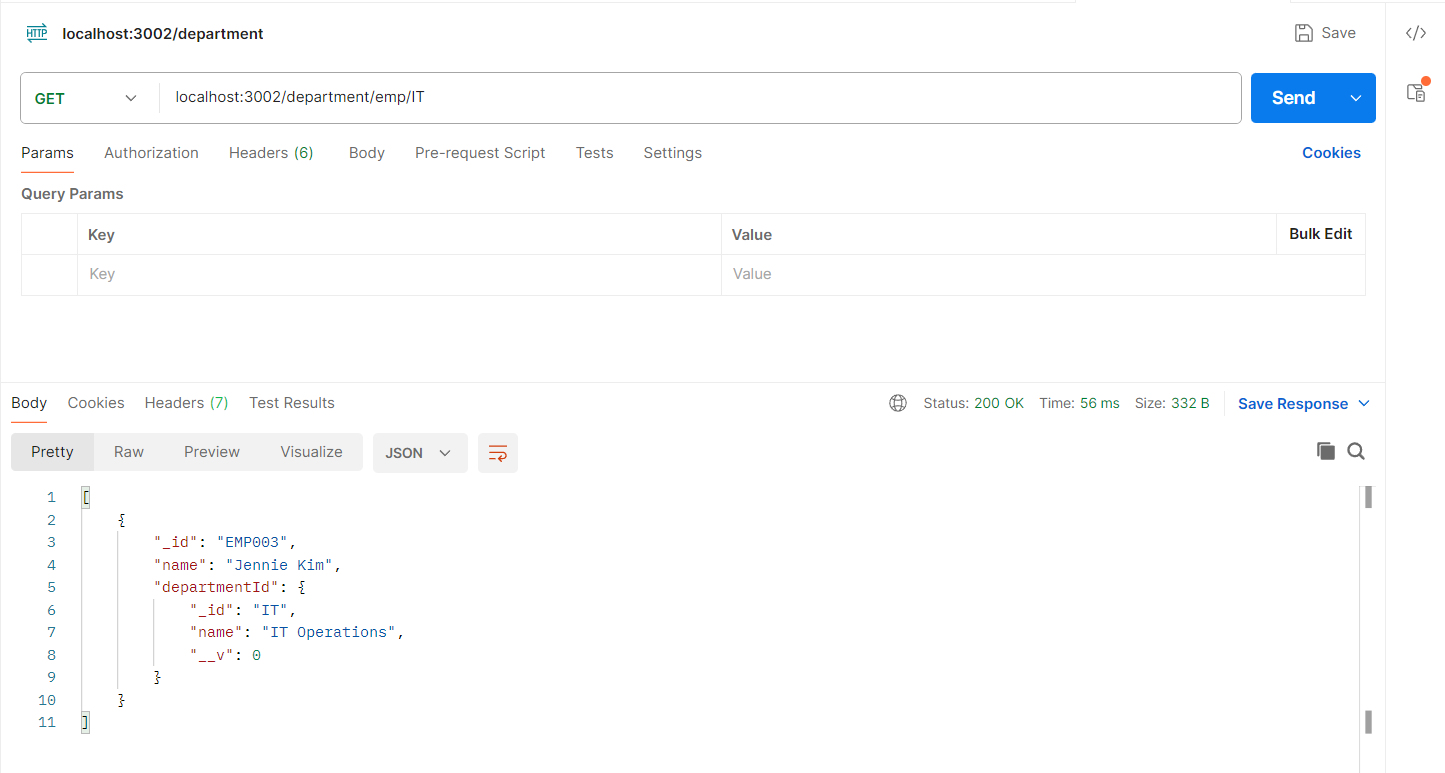 HTTP localhost:3002/department Save </>
GET localhost:3002/department/emp/IT Send
Params Authorization Headers (6) Body Pre-request Script Tests Settings Cookies
Query Params
Key Value Bulk Edit
Key Value
Body Cookies Headers (7) Test Results Status: 200 OK Time: 56 ms Size: 332 B Save Response
Pretty Raw Preview Visualize JSON
1 [
2 {
3 "_id": "EMP003",
4 "name": "Jennie Kim",
5 "departmentId": {
6 "_id": "IT",
7 "name": "IT Operations",
8 "__v": 0
9 }
10 }
11 ]